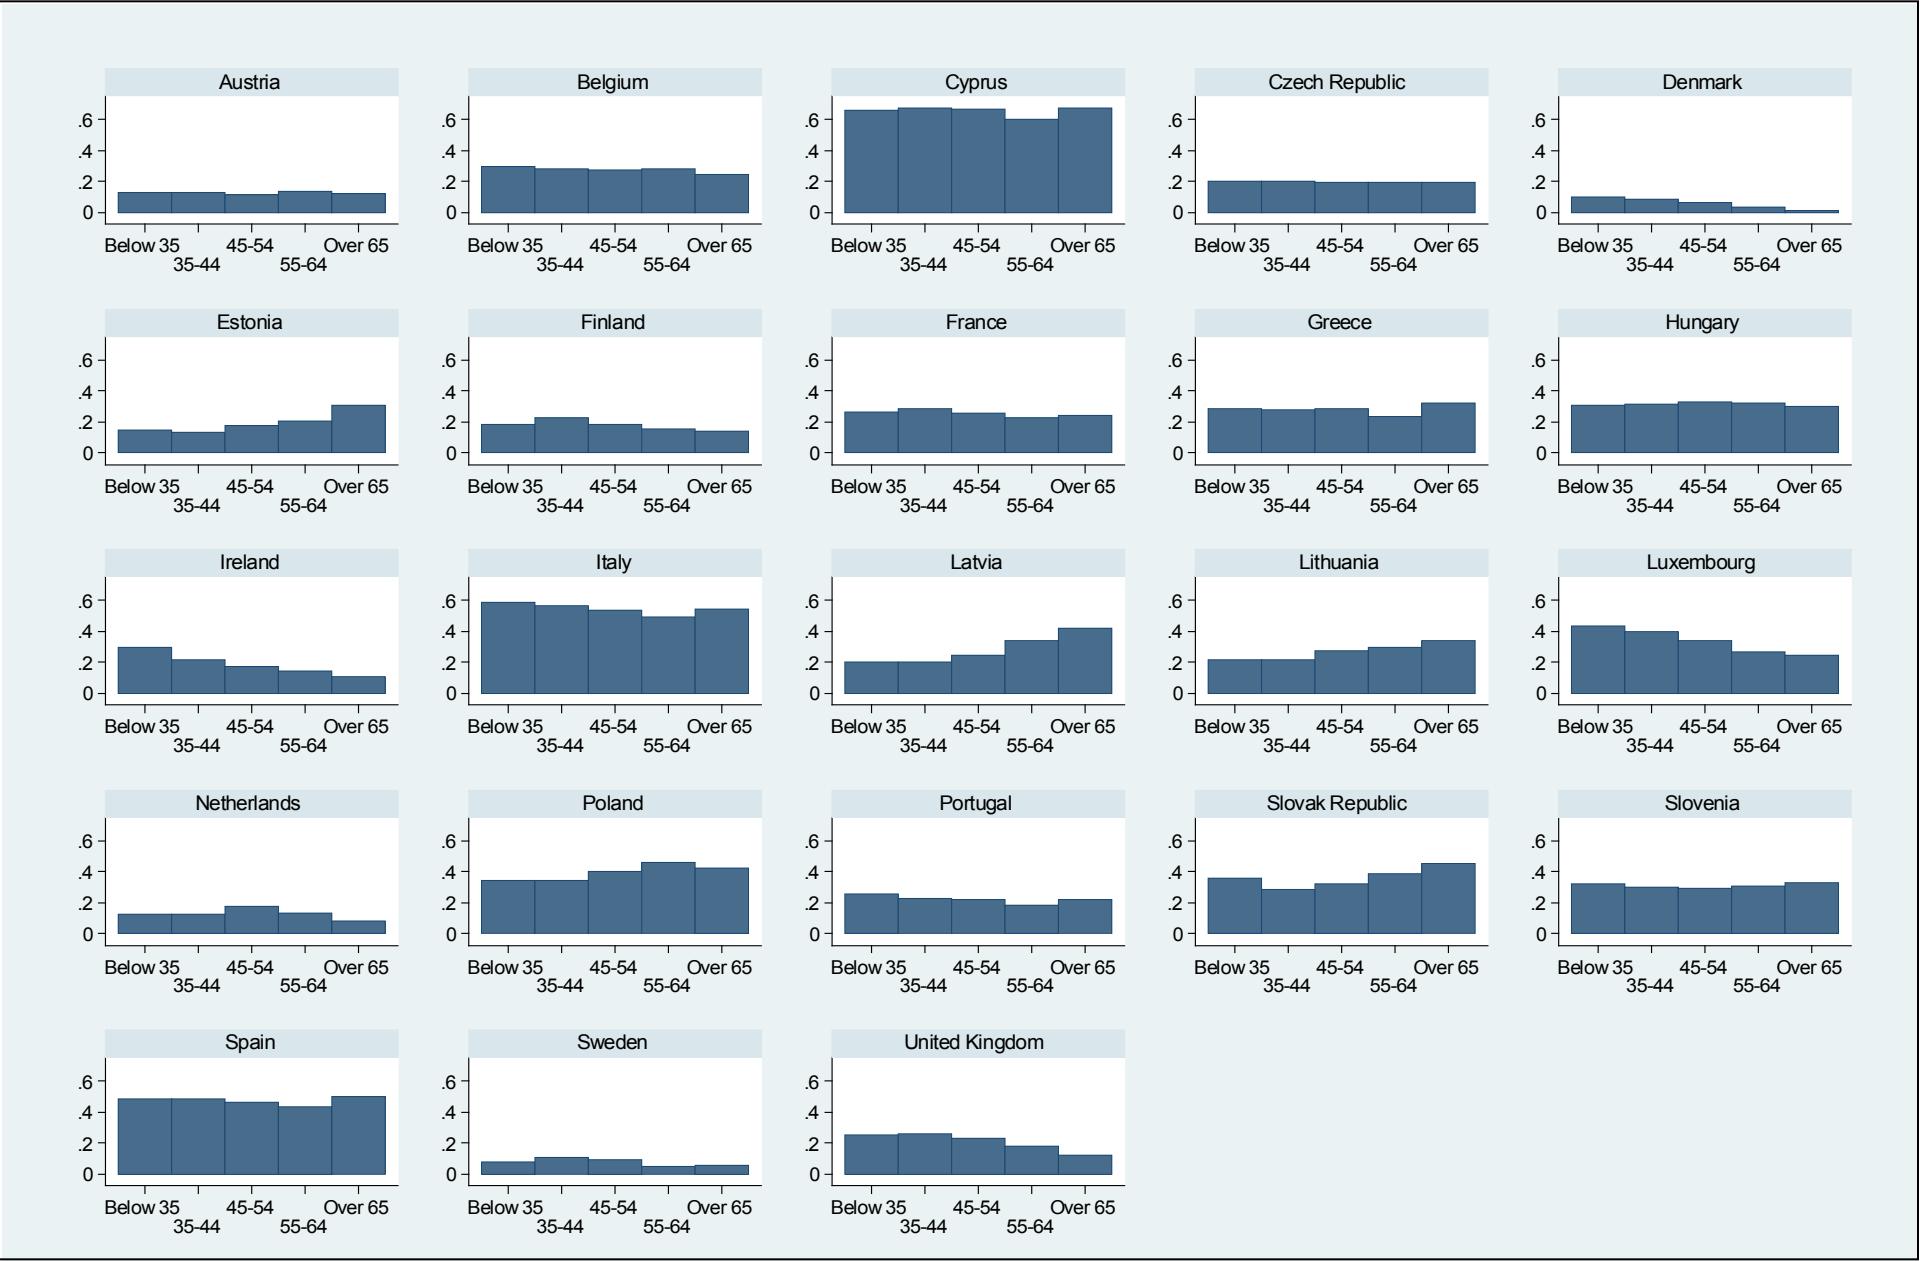 Austria Belgium Cyprus Czech Republic Denmark
.6 .6 .6 .6 .6
.4 .4 .4 .4 .4
.2 .2 .2 .2 .2
0 0 0 0 0
Below 35 45-54 Over 65 Below 35 45-54 Over 65 Below 35 45-54 Over 65 Below 35 45-54 Over 65 Below 35 45-54 Over 65
35-44 55-64 35-44 55-64 35-44 55-64 35-44 55-64 35-44 55-64
Estonia Finland France Greece Hungary
.6 .6 .6 .6 .6
.4 .4 .4 .4 .4
.2 .2 .2 .2 .2
0 0 0 0 0
Below 35 45-54 Over 65 Below 35 45-54 Over 65 Below 35 45-54 Over 65 Below 35 45-54 Over 65 Below 35 45-54 Over 65
35-44 55-64 35-44 55-64 35-44 55-64 35-44 55-64 35-44 55-64
Ireland Italy Latvia Lithuania Luxembourg
.6 .6 .6 .6 .6
.4 .4 .4 .4 .4
.2 .2 .2 .2 .2
0 0 0 0 0
Below 35 45-54 Over 65 Below 35 45-54 Over 65 Below 35 45-54 Over 65 Below 35 45-54 Over 65 Below 35 45-54 Over 65
35-44 55-64 35-44 55-64 35-44 55-64 35-44 55-64 35-44 55-64
Netherlands Poland Portugal Slovak Republic Slovenia
.6 .6 .6 .6 .6
.4 .4 .4 .4 .4
.2 .2 .2 .2 .2
0 0 0 0 0
Below 35 45-54 Over 65 Below 35 45-54 Over 65 Below 35 45-54 Over 65 Below 35 45-54 Over 65 Below 35 45-54 Over 65
35-44 55-64 35-44 55-64 35-44 55-64 35-44 55-64 35-44 55-64
Spain Sweden United Kingdom
.6 .6 .6
.4 .4 .4
.2 .2 .2
0 0 0
Below 35 45-54 Over 65 Below 35 45-54 Over 65 Below 35 45-54 Over 65
35-44 55-64 35-44 55-64 35-44 55-64